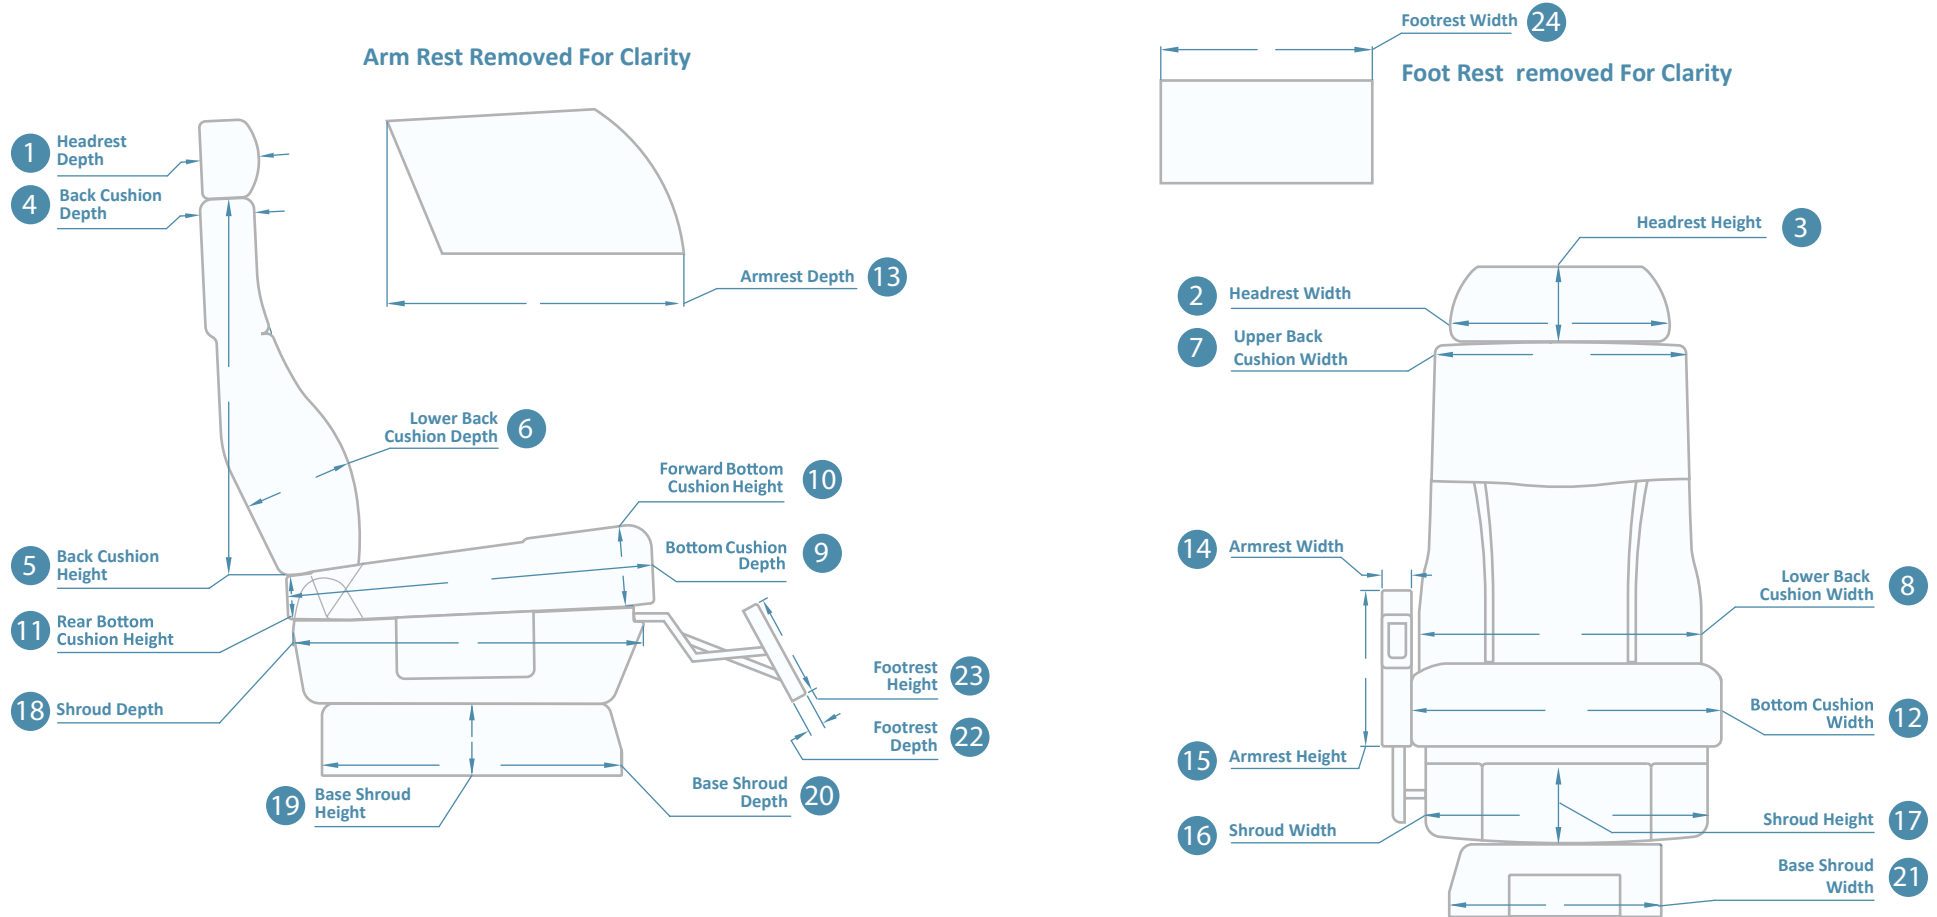 Arm Rest Removed For Clarity
1
Headrest
Depth
4
Back Cushion
Depth
Armrest Depth
13
Lower Back
Cushion Depth
6
Forward Bottom
Cushion Height
10
5
Back Cushion
Height
Bottom Cushion
Depth
9
11
Rear Bottom
Cushion Height
18
Shroud Depth
Footrest
Height
23
Footrest
Depth
22
19
Base Shroud
Height
Base Shroud
Depth
20
Footrest Width
24
Foot Rest removed For Clarity
Headrest Height
3
2
Headrest Width
7
Upper Back
Cushion Width
14
Armrest Width
Lower Back
Cushion Width
8
Bottom Cushion
Width
12
15
Armrest Height
16
Shroud Width
Shroud Height
17
Base Shroud
Width
21